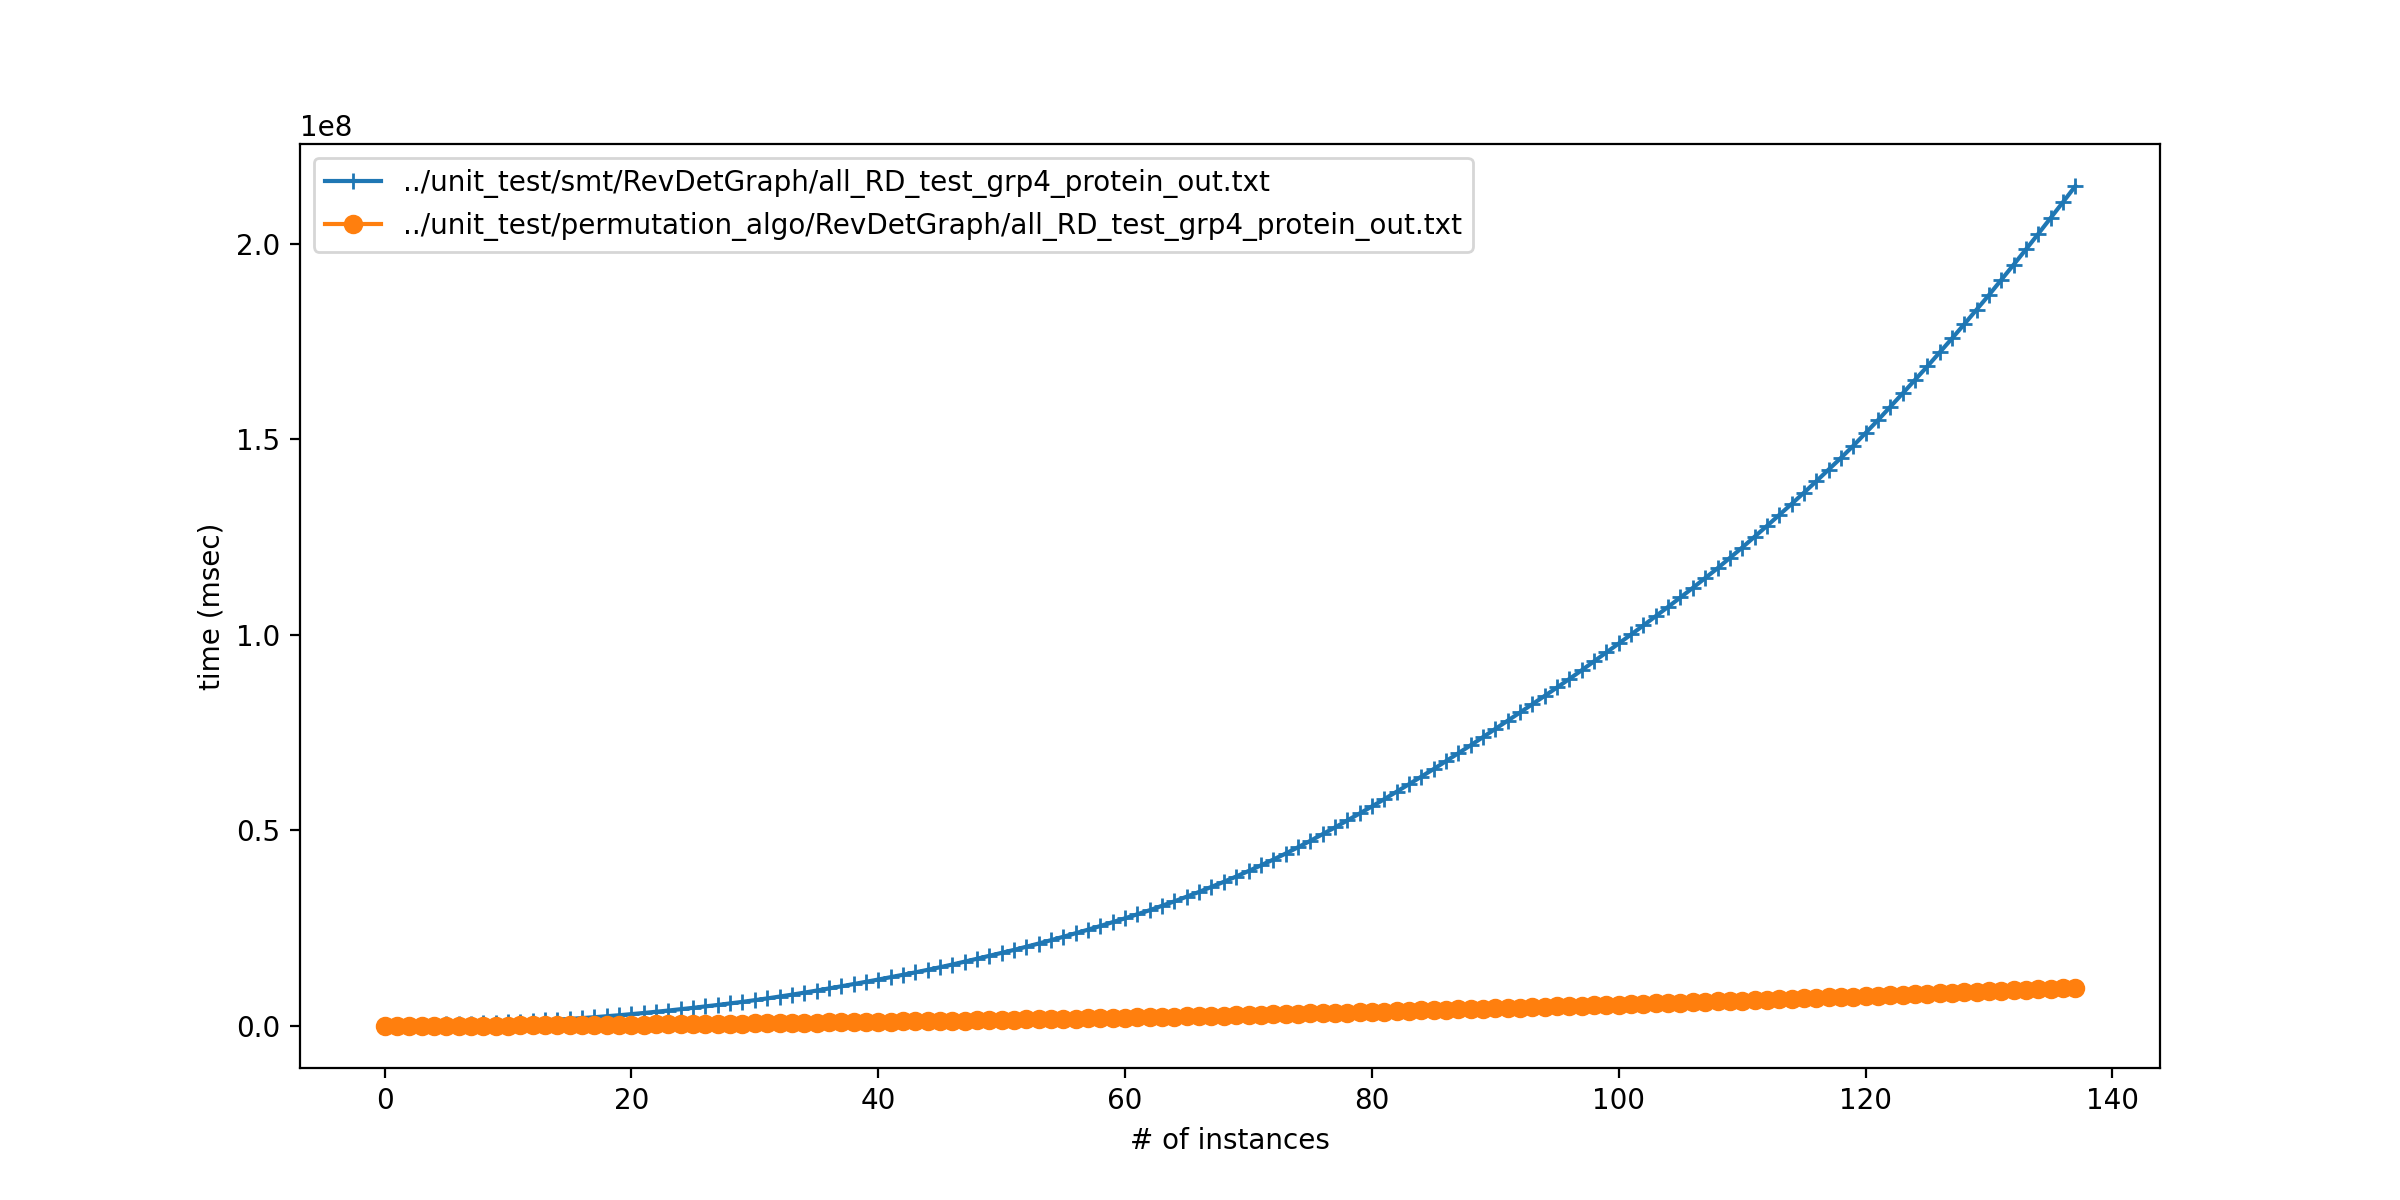 1e8
../unit_test/smt/RevDetGraph/all_RD_test_grp4_protein_out.txt
../unit_test/permutation_algo/RevDetGraph/all_RD_test_grp4_protein_out.txt
2.0
1.5
1.0
0.5
0.0
time (msec)
0 20 40 60 80 100 120 140
# of instances